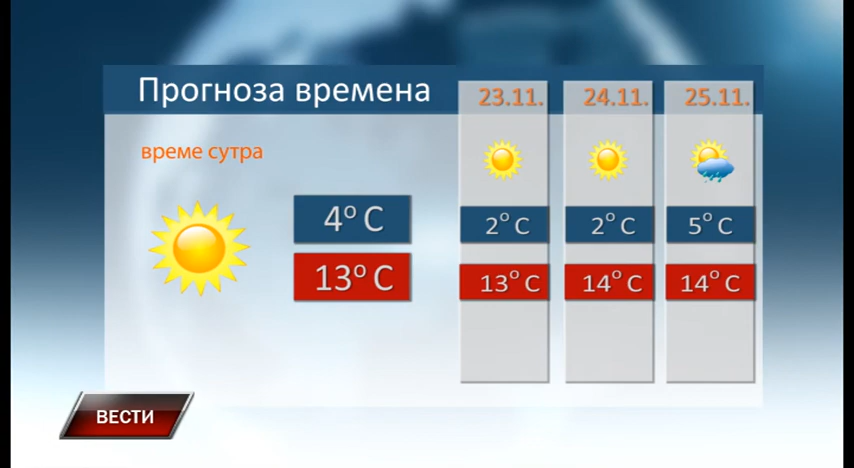 Прогноза времена
време сутра
4° C
13° C
23.11.
2° C
13° C
24.11.
2° C
14° C
25.11.
5° C
14° C
ВЕСТИ